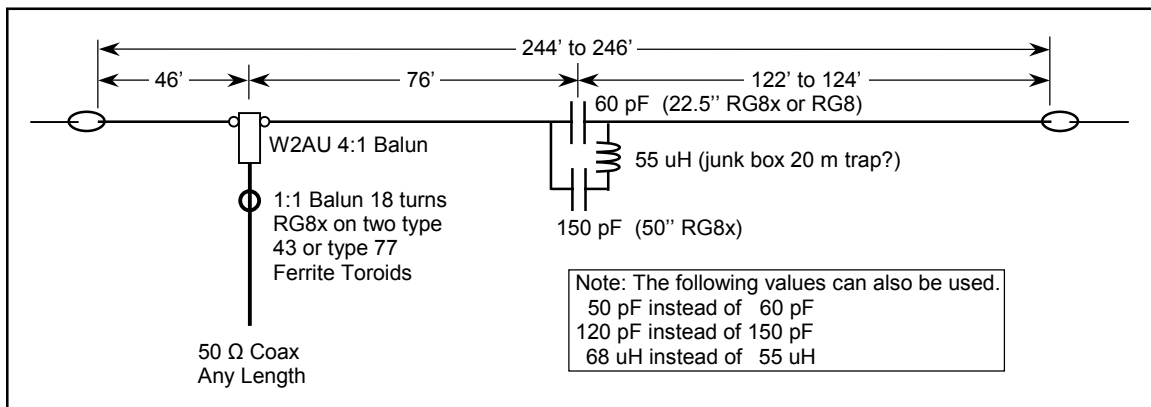 244’ to 246’
46’
76’
122’ to 124’
60 pF (22.5’’ RG8x or RG8)
W2AU 4:1 Balun
55 uH (junk box 20 m trap?)
1:1 Balun 18 turns
RG8x on two type
43 or type 77
Ferrite Toroids
150 pF (50’’ RG8x)
Note: The following values can also be used.
50 pF instead of 60 pF
120 pF instead of 150 pF
68 uH instead of 55 uH
50 Ω Coax
Any Length